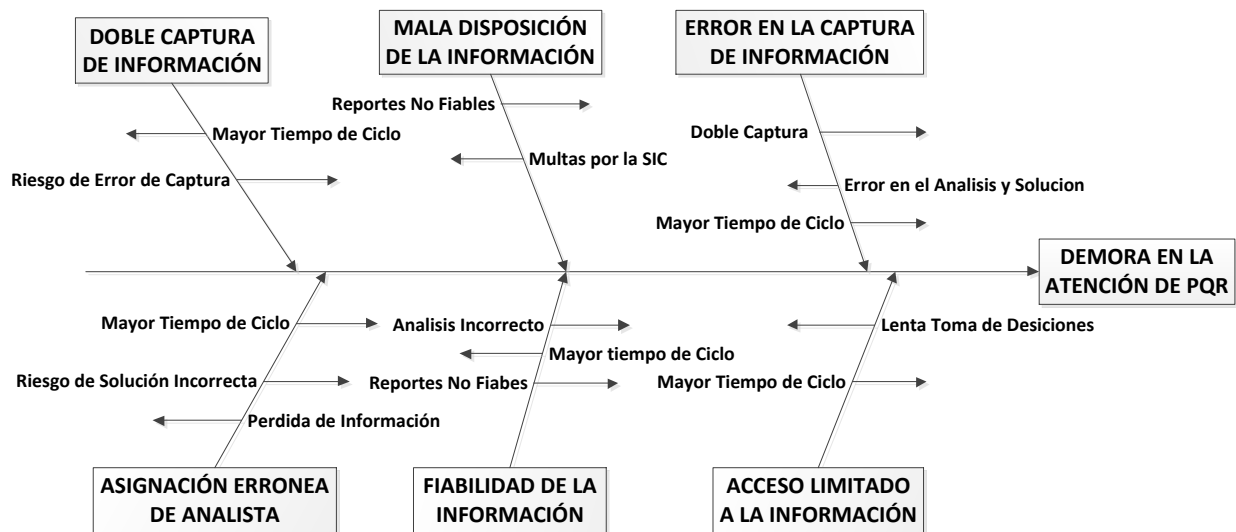 DOBLE CAPTURA
DE INFORMACIÓN
MALA DISPOSICIÓN
DE LA INFORMACIÓN
ERROR EN LA CAPTURA
DE INFORMACIÓN
Mayor Tiempo de Ciclo
Riesgo de Error de Captura
Reportes No Fiables
Multas por la SIC
Doble Captura
Error en el Analisis y Solucion
Mayor Tiempo de Ciclo
DEMORA EN LA
ATENCIÓN DE PQR
Mayor Tiempo de Ciclo
Riesgo de Solución Incorrecta
Perdida de Información
Analisis Incorrecto
Mayor tiempo de Ciclo
Reportes No Fiabes
Lenta Toma de Desiciones
Mayor Tiempo de Ciclo
ASIGNACIÓN ERRONEA
DE ANALISTA
FIABILIDAD DE LA
INFORMACIÓN
ACCESO LIMITADO
A LA INFORMACIÓN